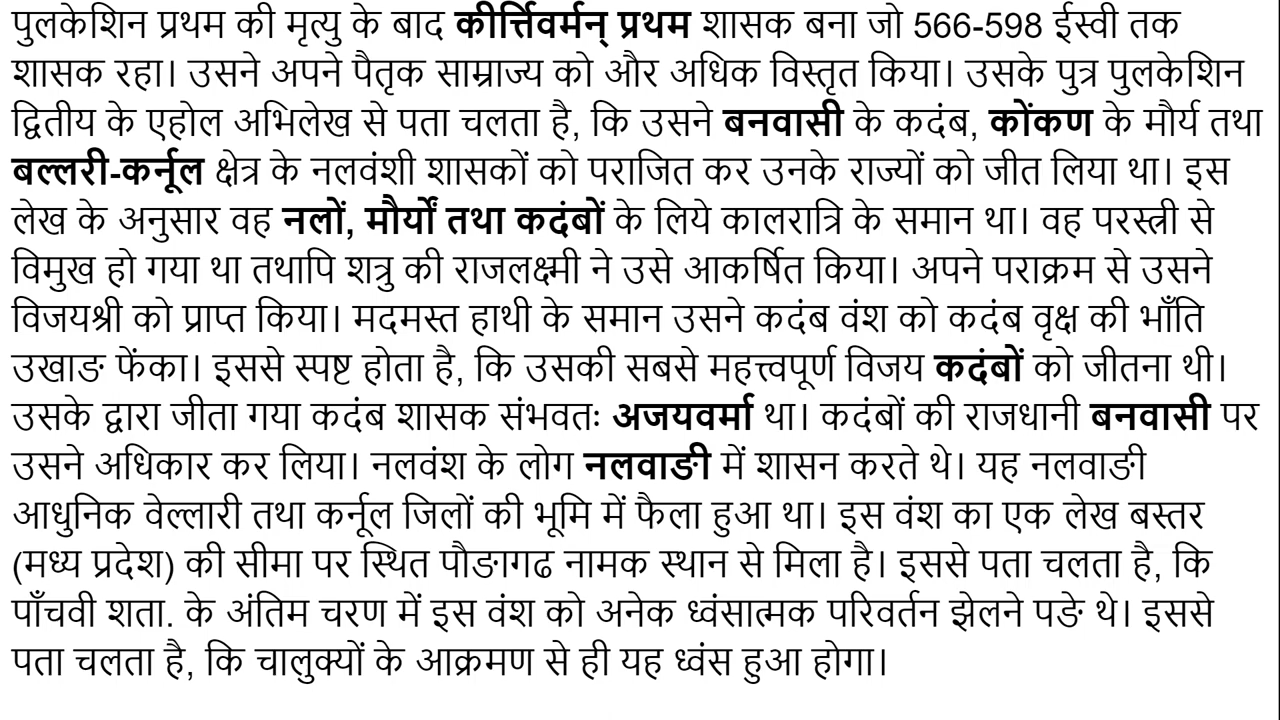 पुलकेशिन प्रथम की मृत्यु के बाद कीर्त्तिवर्मन् प्रथम शासक बना जो 566-598 ईस्वी तक
शासक रहा। उसने अपने पैतृक साम्राज्य को और अधिक विस्तृत किया। उसके पुत्र पुलकेशिन
द्वितीय के एहोल अभिलेख से पता चलता है, कि उसने बनवासी के कदंब, कोंकण के मौर्य तथा
बल्लरी-कर्नूल क्षेत्र के नलवंशी शासकों को पराजित कर उनके राज्यों को जीत लिया था। इस
लेख के अनुसार वह नलों, मौर्यों तथा कदंबों के लिये कालरात्रि के समान था। वह परस्त्री से
विमुख हो गया था तथापि शत्रु की राजलक्ष्मी ने उसे आकर्षित किया। अपने पराक्रम से उसने
विजयश्री को प्राप्त किया। मदमस्त हाथी के समान उसने कदंब वंश को कदंब वृक्ष की भाँति
उखाङ फेंका। इससे स्पष्ट होता है, कि उसकी सबसे महत्त्वपूर्ण विजय कदंबों को जीतना थी।
उसके द्वारा जीता गया कदंब शासक संभवतः अजयवर्मा था। कदंबों की राजधानी बनवासी पर
उसने अधिकार कर लिया। नलवंश के लोग नलवाङी में शासन करते थे। यह नलवाङी
आधुनिक वेल्लारी तथा कर्नूल जिलों की भूमि में फैला हुआ था। इस वंश का एक लेख बस्तर
(मध्य प्रदेश) की सीमा पर स्थित पौङागढ नामक स्थान से मिला है। इससे पता चलता है, कि
पाँचवी शता. के अंतिम चरण में इस वंश को अनेक ध्वंसात्मक परिवर्तन झेलने पङे थे। इससे
पता चलता है, कि चालुक्यों के आक्रमण से ही यह ध्वंस हुआ होगा।